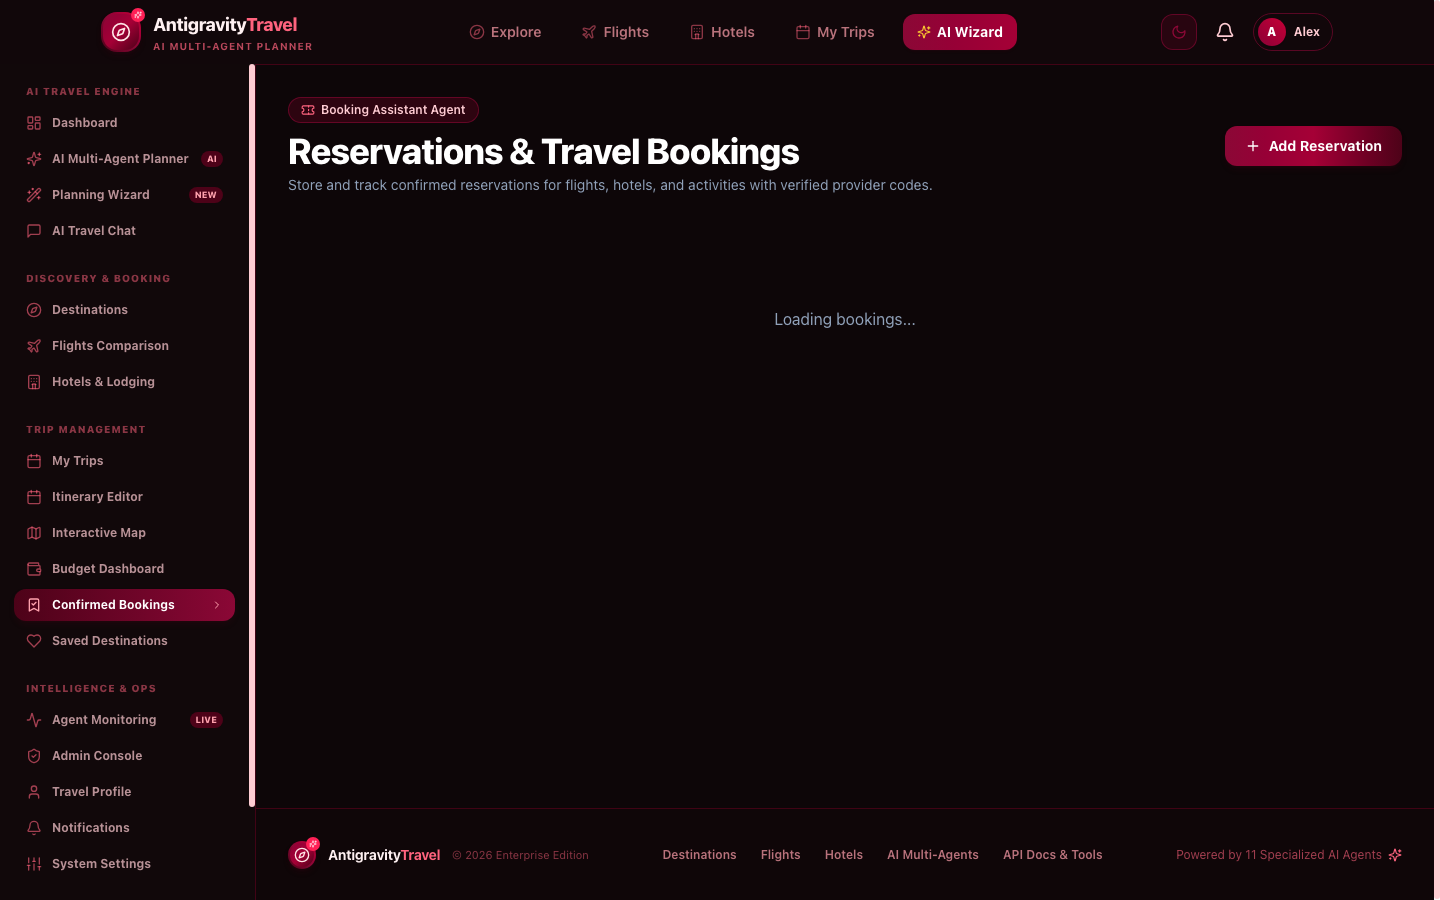 AntigravityTravel
AI MULTI-AGENT PLANNER
Explore
Flights
Hotels
My Trips
AI Wizard
A
Alex
AI TRAVEL ENGINE
Dashboard
AI Multi-Agent Planner AI
Planning Wizard NEW
AI Travel Chat
DISCOVERY & BOOKING
Destinations
Flights Comparison
Hotels & Lodging
TRIP MANAGEMENT
My Trips
Itinerary Editor
Interactive Map
Budget Dashboard
Confirmed Bookings
Saved Destinations
INTELLIGENCE & OPS
Agent Monitoring LIVE
Admin Console
Travel Profile
Notifications
System Settings
Booking Assistant Agent
Reservations & Travel Bookings
Store and track confirmed reservations for flights, hotels, and activities with verified provider codes.
Add Reservation
Loading bookings...
AntigravityTravel © 2026 Enterprise Edition
Destinations
Flights
Hotels
AI Multi-Agents
API Docs & Tools
Powered by 11 Specialized AI Agents